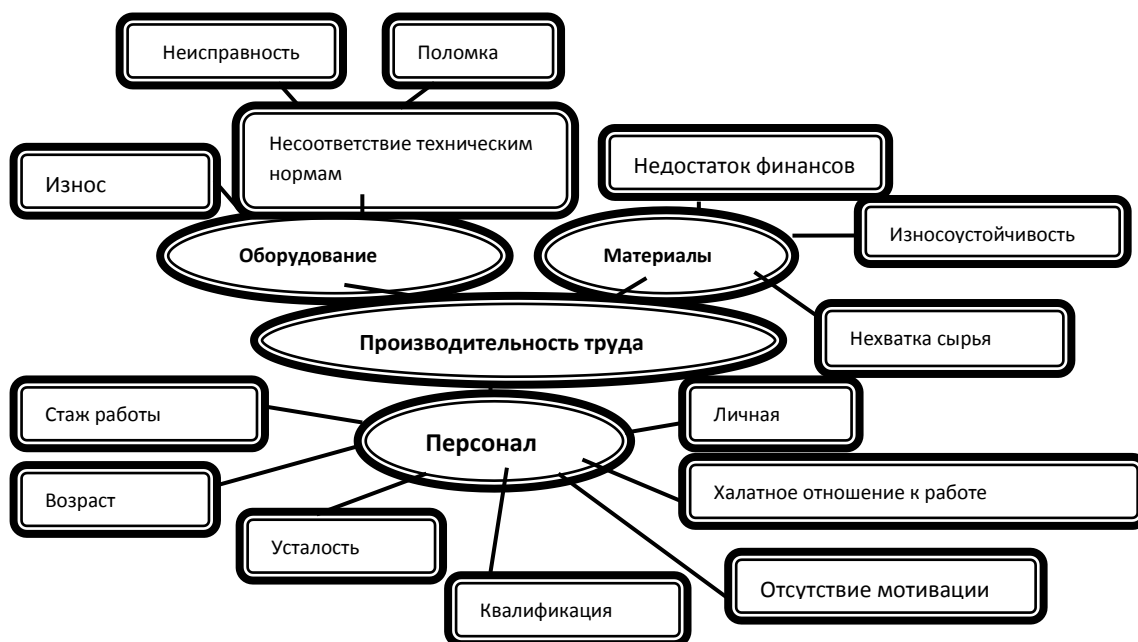 Неисправность
Поломка
Несоответствие техническим
нормам
Недостаток финансов
Износ
Износоустойчивость
Оборудование
Материалы
Нехватка сырья
Производительность труда
Стаж работы
Личная
Персонал
Халатное отношение к работе
Возраст
Усталость
Отсутствие мотивации
Квалификация